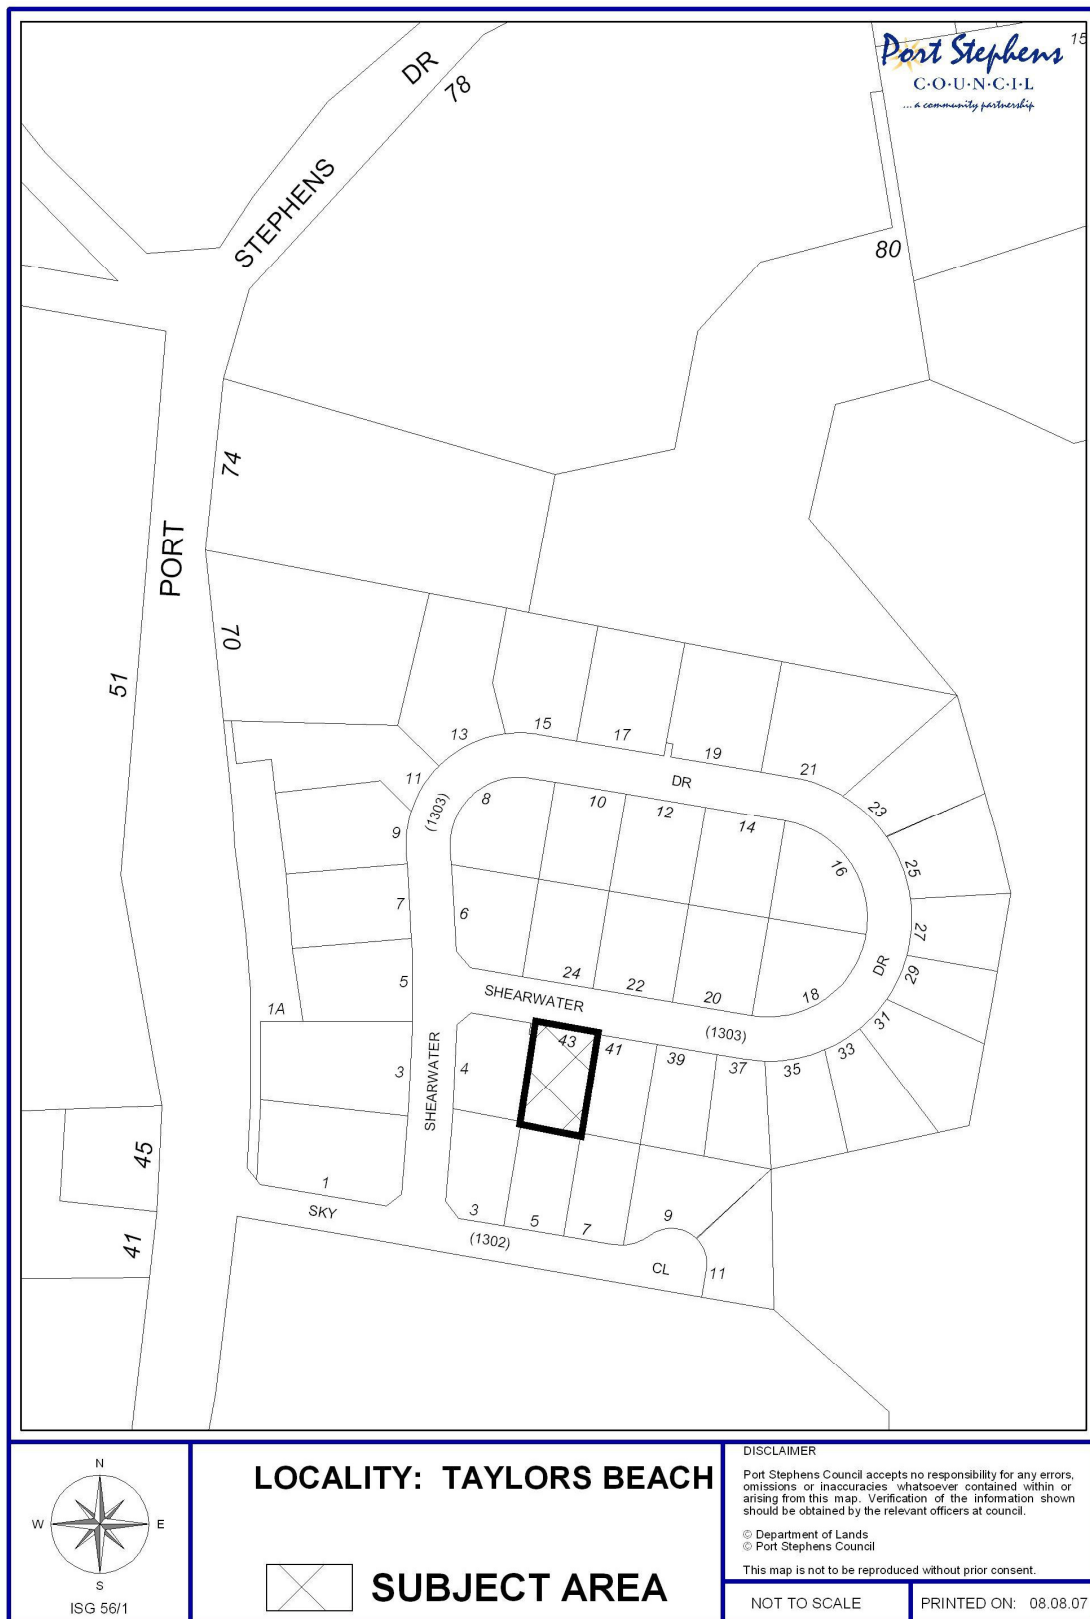 Port Stephens
C·O·U·N·C·I·L
... a community partnership
15
DR
78
STEPHENS
80
74
PORT
70
51
13
15
17
19
21
11
DR
23
(1303)
8
10
12
14
9
16
25
7
6
27
DR
29
5
24
22
20
18
31
1A
SHEARWATER
(1303)
33
43
41
39
37
35
3
SHEARWATER
4
45
1
SKY
3
5
7
9
41
(1302)
CL
11
N
W
E
S
ISG 56/1
LOCALITY: TAYLORS BEACH
SUBJECT AREA
DISCLAIMER
Port Stephens Council accepts no responsibility for any errors,
omissions or inaccuracies whatsoever contained within or
arising from this map. Verification of the information shown
should be obtained by the relevant officers at council.
© Department of Lands
© Port Stephens Council
This map is not to be reproduced without prior consent.
NOT TO SCALE
PRINTED ON: 08.08.07